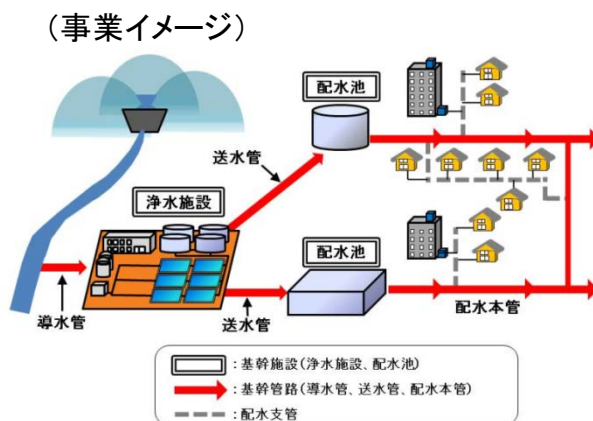 （事業イメージ）
配水池
送水管
浄水施設
配水池
導水管
送水管
配水本管
：基幹施設（浄水施設、配水池）
：基幹管路（導水管、送水管、配水本管）
：配水支管